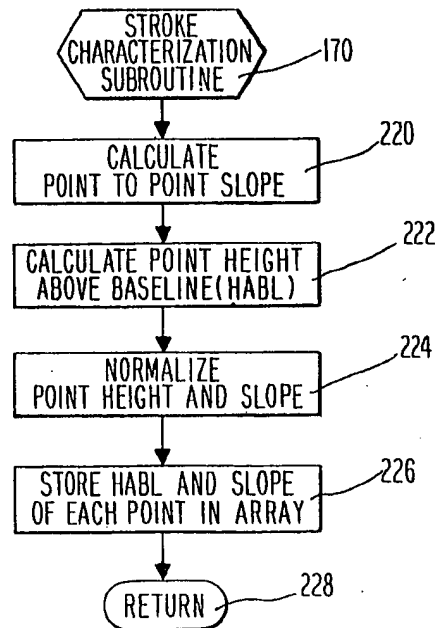 STROKE
CHARACTERIZATION
SUBROUTINE
170
CALCULATE
POINT TO POINT SLOPE
220
CALCULATE POINT HEIGHT
ABOVE BASELINE(HABL)
222
NORMALIZE
POINT HEIGHT AND SLOPE
224
STORE HABL AND SLOPE
OF EACH POINT IN ARRAY
226
RETURN
228